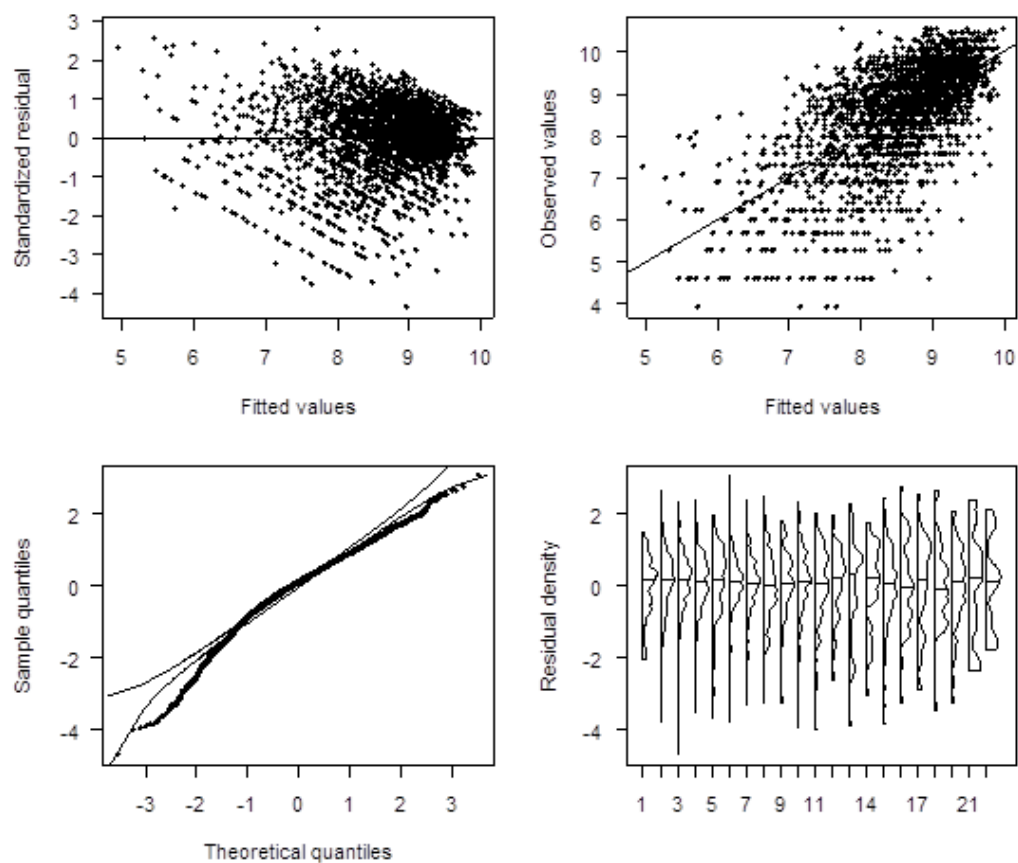 Standardized residual
3
2
1
0
-1
-2
-3
-4
5 6 7 8 9 10
Fitted values
Observed values
10
9
8
7
6
5
4
5 6 7 8 9 10
Fitted values
Sample quantiles
2
0
-2
-4
-3 -2 -1 0 1 2 3
Theoretical quantiles
Residual density
2
0
-2
-4
1 3 5 7 9 11 14 17 21